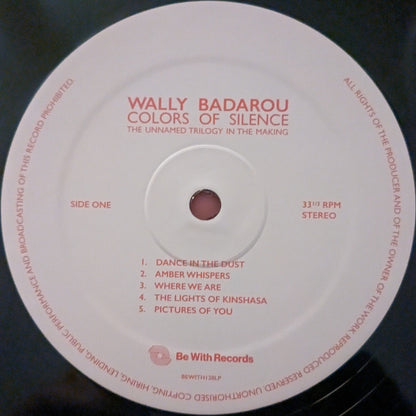 WALLY BADAROU
COLORS OF SILENCE
THE UNNAMED TRILOGY IN THE MAKING
SIDE ONE
33 1/3 RPM
STEREO
1. DANCE IN THE DUST
2. AMBER WHISPERS
3. WHERE WE ARE
4. THE LIGHTS OF KINSHASA
5. PICTURES OF YOU
Be With Records
BEWITH138LP
ALL RIGHTS OF THE PRODUCER AND OF THE OWNER OF THE WORK REPRODUCED RESERVED. UNAUTHORISED COPYING, HIRING, LENDING, PUBLIC PERFORMANCE AND BROADCASTING OF THIS RECORD PROHIBITED.